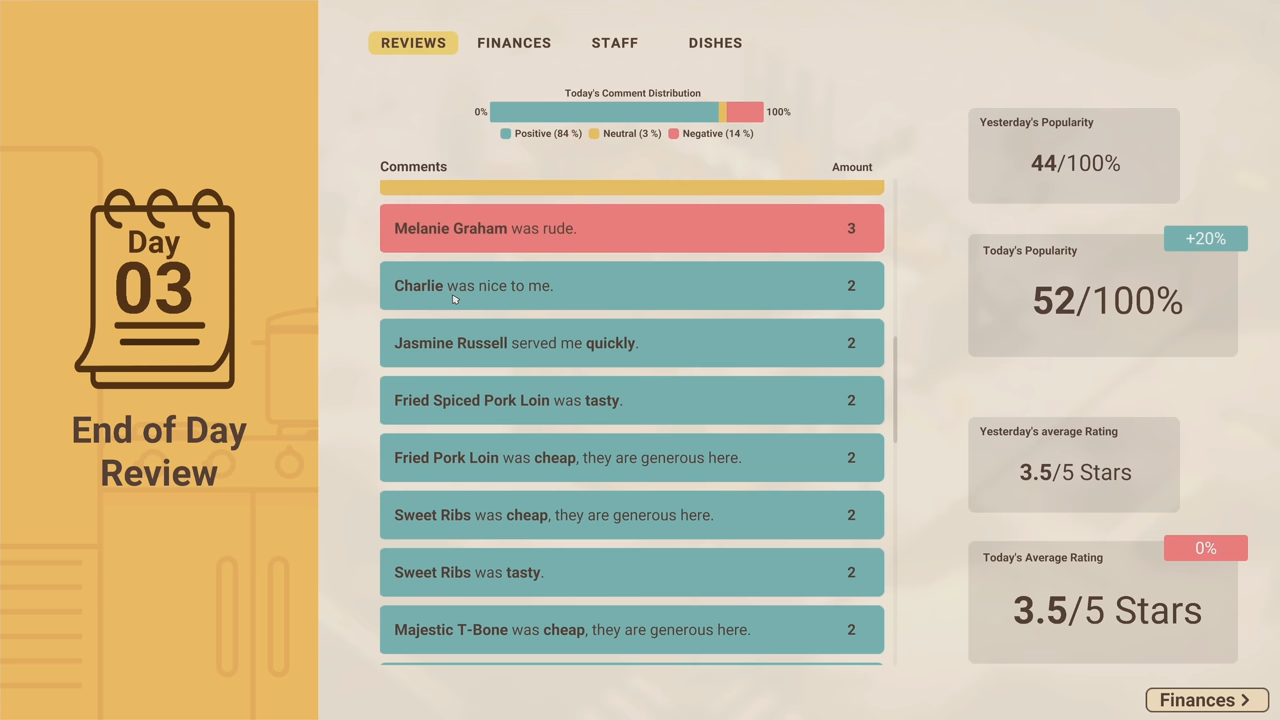 Day
03
End of Day
Review
REVIEWS FINANCES STAFF DISHES
Today's Comment Distribution
0% 100%
Positive (84 %) Neutral (3 %) Negative (14 %)
Comments Amount
Melanie Graham was rude. 3
Charlie was nice to me. 2
Jasmine Russell served me quickly. 2
Fried Spiced Pork Loin was tasty. 2
Fried Pork Loin was cheap, they are generous here. 2
Sweet Ribs was cheap, they are generous here. 2
Sweet Ribs was tasty. 2
Majestic T-Bone was cheap, they are generous here. 2
Yesterday's Popularity
44/100%
+20%
Today's Popularity
52/100%
Yesterday's average Rating
3.5/5 Stars
0%
Today's Average Rating
3.5/5 Stars
Finances >